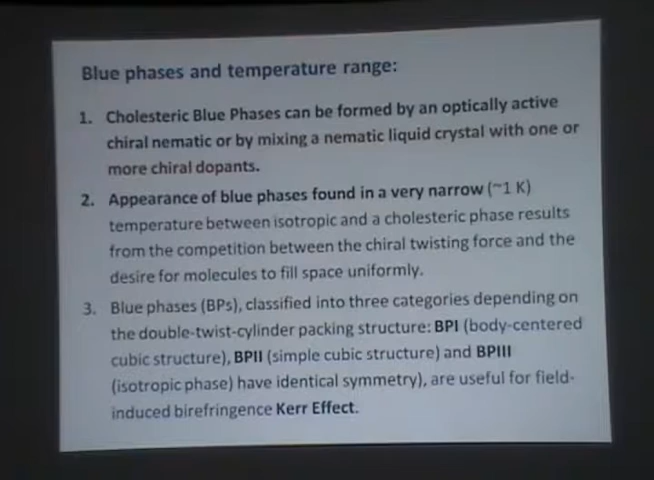 Blue phases and temperature range:
1. Cholesteric Blue Phases can be formed by an optically active
chiral nematic or by mixing a nematic liquid crystal with one or
more chiral dopants.
2. Appearance of blue phases found in a very narrow (~1 K)
temperature between isotropic and a cholesteric phase results
from the competition between the chiral twisting force and the
desire for molecules to fill space uniformly.
3. Blue phases (BPs), classified into three categories depending on
the double-twist-cylinder packing structure: BPI (body-centered
cubic structure), BPII (simple cubic structure) and BPIII
(isotropic phase) have identical symmetry), are useful for field-
induced birefringence Kerr Effect.